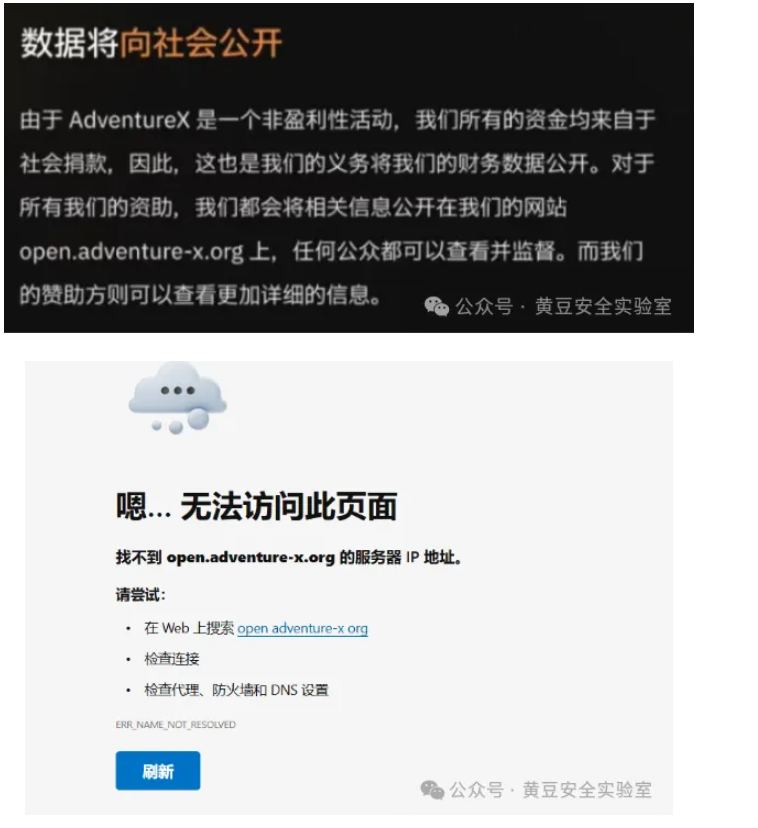 数据将向社会公开
由于 AdventureX 是一个非盈利性活动，我们所有的资金均来自于
社会捐款，因此，这也是我们的义务将我们的财务数据公开。对于
所有我们的资助，我们都会将相关信息公开在我们的网站
open.adventure-x.org 上，任何公众都可以查看并监督。而我们
的赞助方则可以查看更加详细的信息。
公众号 · 黄豆安全实验室
嗯… 无法访问此页面
找不到 open.adventure-x.org 的服务器 IP 地址。
请尝试：
• 在 Web 上搜索 open adventure-x org
• 检查连接
• 检查代理、防火墙和 DNS 设置
ERR_NAME_NOT_RESOLVED
刷新
公众号 · 黄豆安全实验室